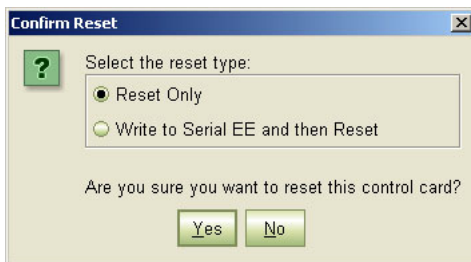 Confirm Reset
?
Select the reset type:
Reset Only
Write to Serial EE and then Reset
Are you sure you want to reset this control card?
Yes No